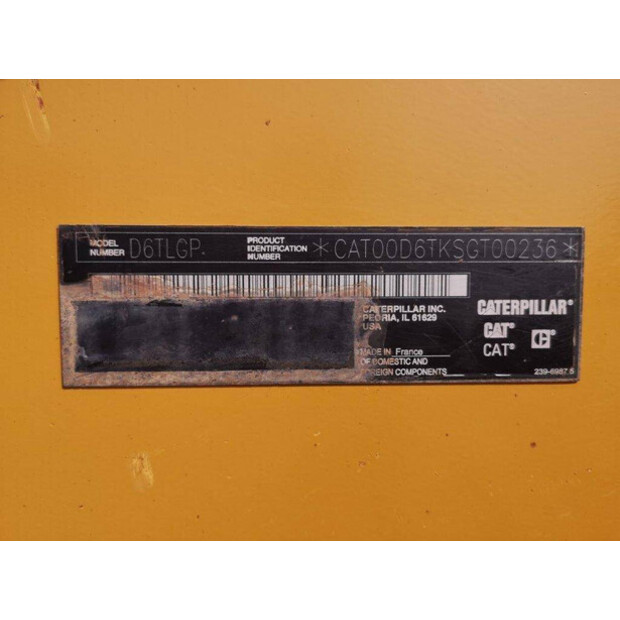 MODEL NUMBER D6TLGP PRODUCT IDENTIFICATION NUMBER *CAT00D6TKSGT00236*
CATERPILLAR INC.
PEORIA, IL 61629
USA
MADE IN France
OF DOMESTIC AND
FOREIGN COMPONENTS
CATERPILLAR®
CAT® C®
CAT®
239-6987 5